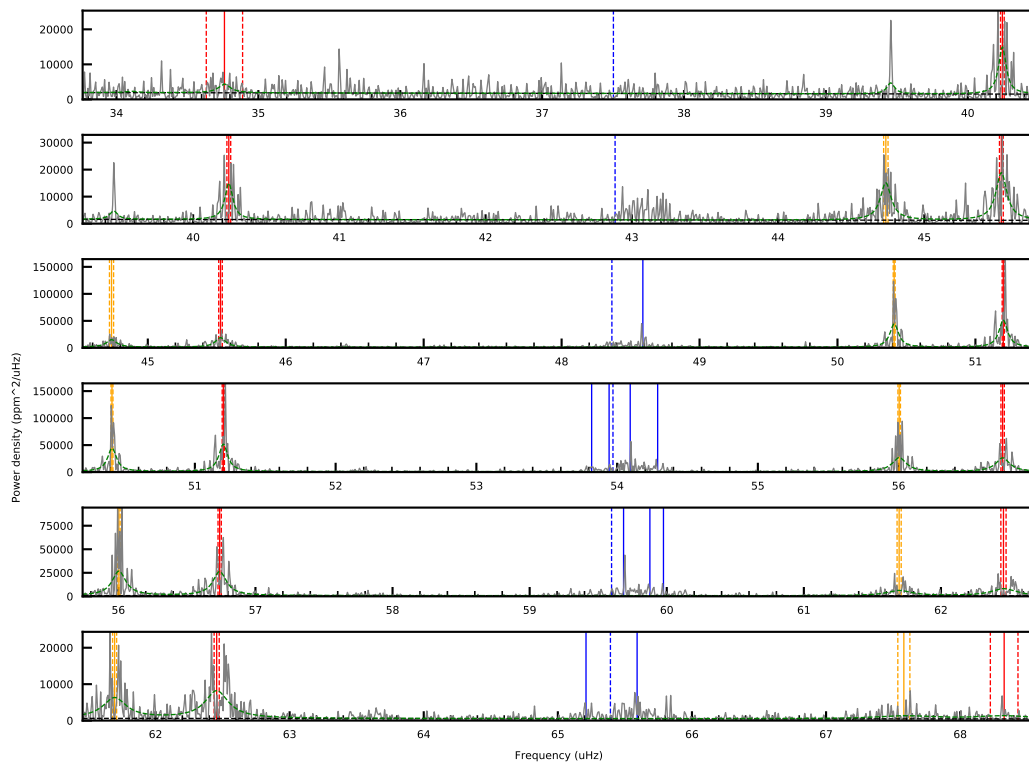 20000
10000
0
34 35 36 37 38 39 40
30000
20000
10000
0
40 41 42 43 44 45
150000
100000
50000
0
45 46 47 48 49 50 51
150000
100000
50000
0
51 52 53 54 55 56
75000
50000
25000
0
56 57 58 59 60 61 62
20000
10000
0
62 63 64 65 66 67 68
Power density (ppm^2/uHz)
Frequency (uHz)